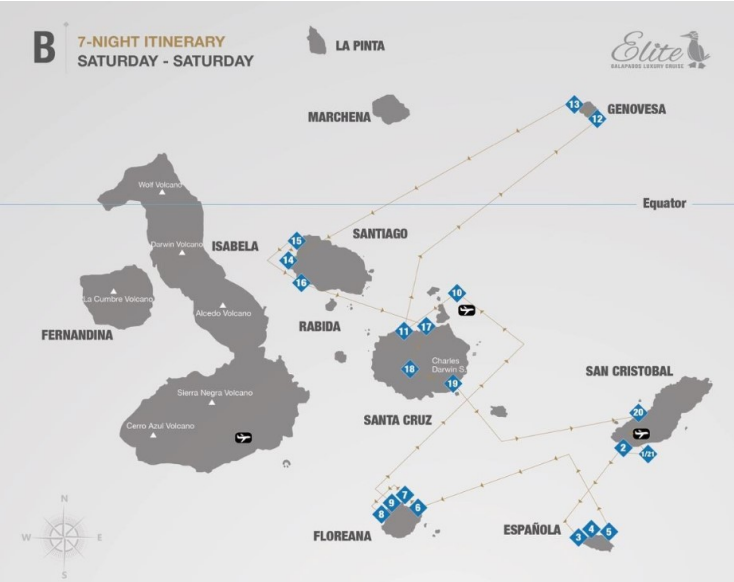 B
7-NIGHT ITINERARY
SATURDAY - SATURDAY
LA PINTA
Elite
GALAPAGOS LUXURY CRUISE
MARCHENA
13
12
GENOVESA
Wolf Volcano
Equator
Darwin Volcano
ISABELA
15
SANTIAGO
14
16
La Cumbre Volcano
Alcedo Volcano
10
FERNANDINA
RABIDA
11
17
18
Charles
Darwin S.
19
SAN CRISTOBAL
Sierra Negra Volcano
SANTA CRUZ
20
Cerro Azul Volcano
2
1/21
N
W
E
S
7
9
6
8
FLOREANA
ESPAÑOLA
3
4
5